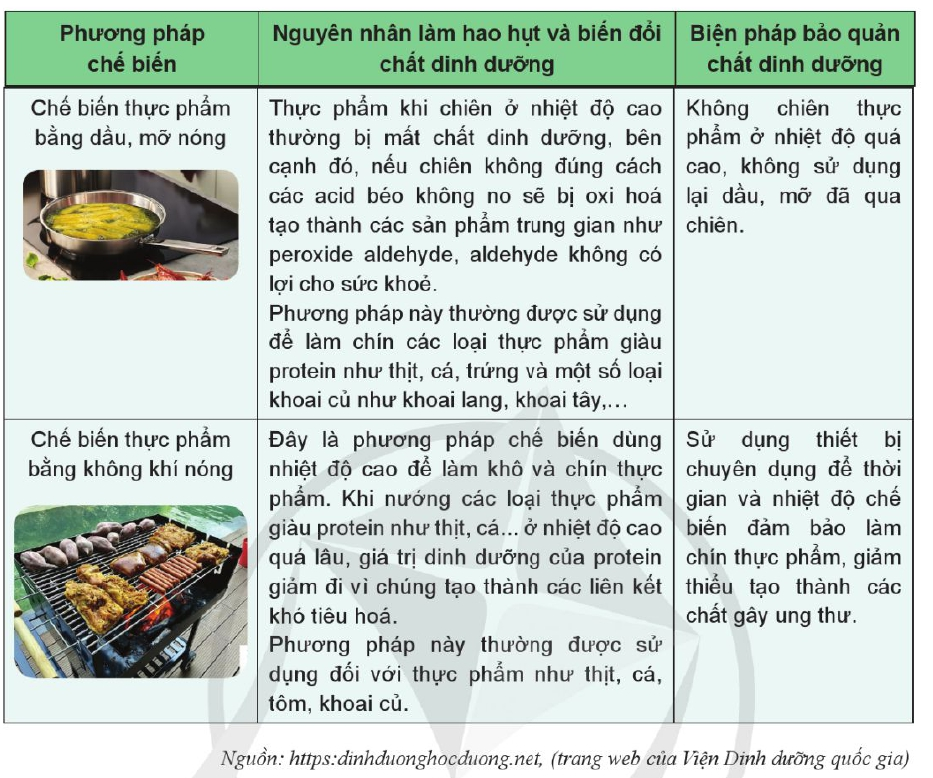 Phương pháp
chế biến
Nguyên nhân làm hao hụt và biến đổi
chất dinh dưỡng
Biện pháp bảo quản
chất dinh dưỡng
Chế biến thực phẩm
bằng dầu, mỡ nóng
Thực phẩm khi chiên ở nhiệt độ cao
thường bị mất chất dinh dưỡng, bên
cạnh đó, nếu chiên không đúng cách
các acid béo không no sẽ bị oxi hoá
tạo thành các sản phẩm trung gian như
peroxide aldehyde, aldehyde không có
lợi cho sức khoẻ.
Phương pháp này thường được sử dụng
để làm chín các loại thực phẩm giàu
protein như thịt, cá, trứng và một số loại
khoai củ như khoai lang, khoai tây,...
Không chiên thực
phẩm ở nhiệt độ quá
cao, không sử dụng
lại dầu, mỡ đã qua
chiên.
Chế biến thực phẩm
bằng không khí nóng
Đây là phương pháp chế biến dùng
nhiệt độ cao để làm khô và chín thực
phẩm. Khi nướng các loại thực phẩm
giàu protein như thịt, cá... ở nhiệt độ cao
quá lâu, giá trị dinh dưỡng của protein
giảm đi vì chúng tạo thành các liên kết
khó tiêu hoá.
Phương pháp này thường được sử
dụng đối với thực phẩm như thịt, cá,
tôm, khoai củ.
Sử dụng thiết bị
chuyên dụng để thời
gian và nhiệt độ chế
biến đảm bảo làm
chín thực phẩm, giảm
thiểu tạo thành các
chất gây ung thư.
Nguồn: https:dinhduonghocduong.net, (trang web của Viện Dinh dưỡng quốc gia)